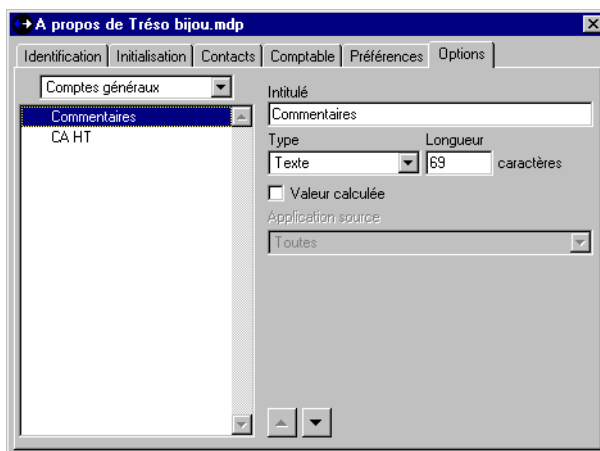 A propos de Tréso bijou.mdp
Identification Initialisation Contacts Comptable Préférences Options
Comptes généraux
Commentaires
CA HT
Intitulé
Commentaires
Type Longueur
Texte 69 caractères
Valeur calculée
Application source
Toutes